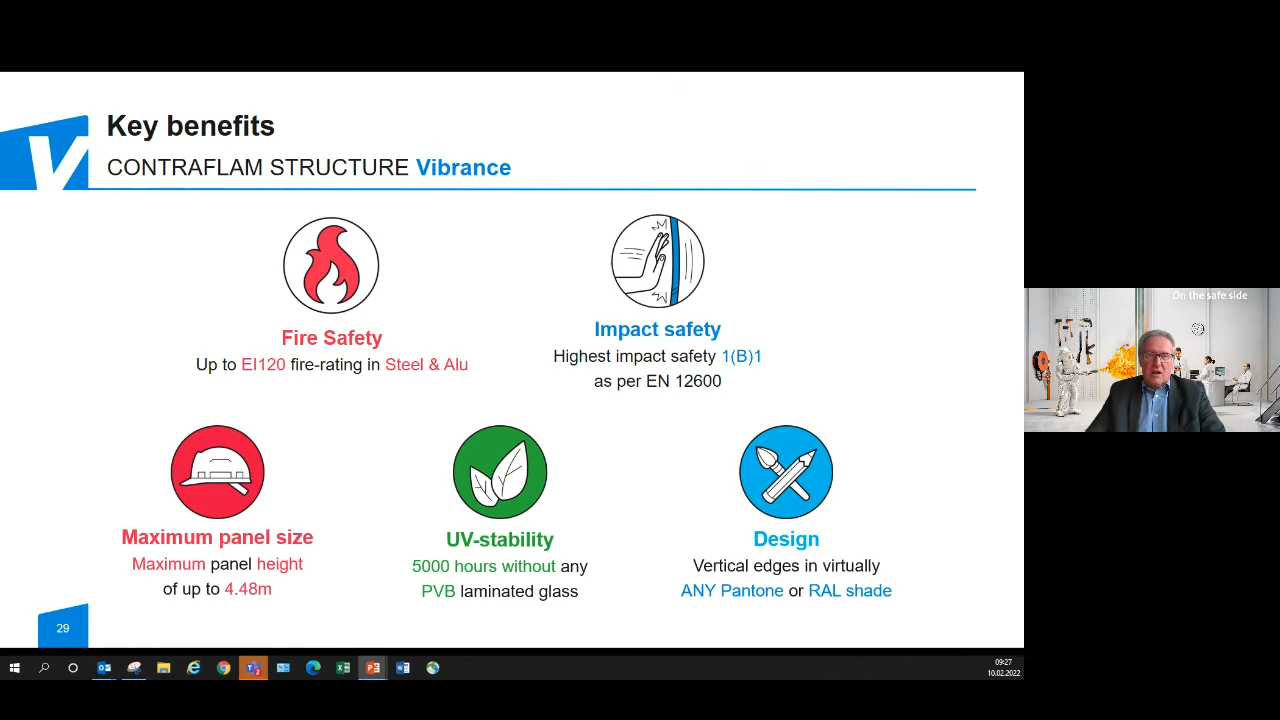 Key benefits
CONTRAFLAM STRUCTURE Vibrance
Fire Safety
Up to EI120 fire-rating in Steel & Alu
Impact safety
Highest impact safety 1(B)1
as per EN 12600
Maximum panel size
Maximum panel height
of up to 4.48m
UV-stability
5000 hours without any
PVB laminated glass
Design
Vertical edges in virtually
ANY Pantone or RAL shade
29
On the safe side
09:27
10.02.2022